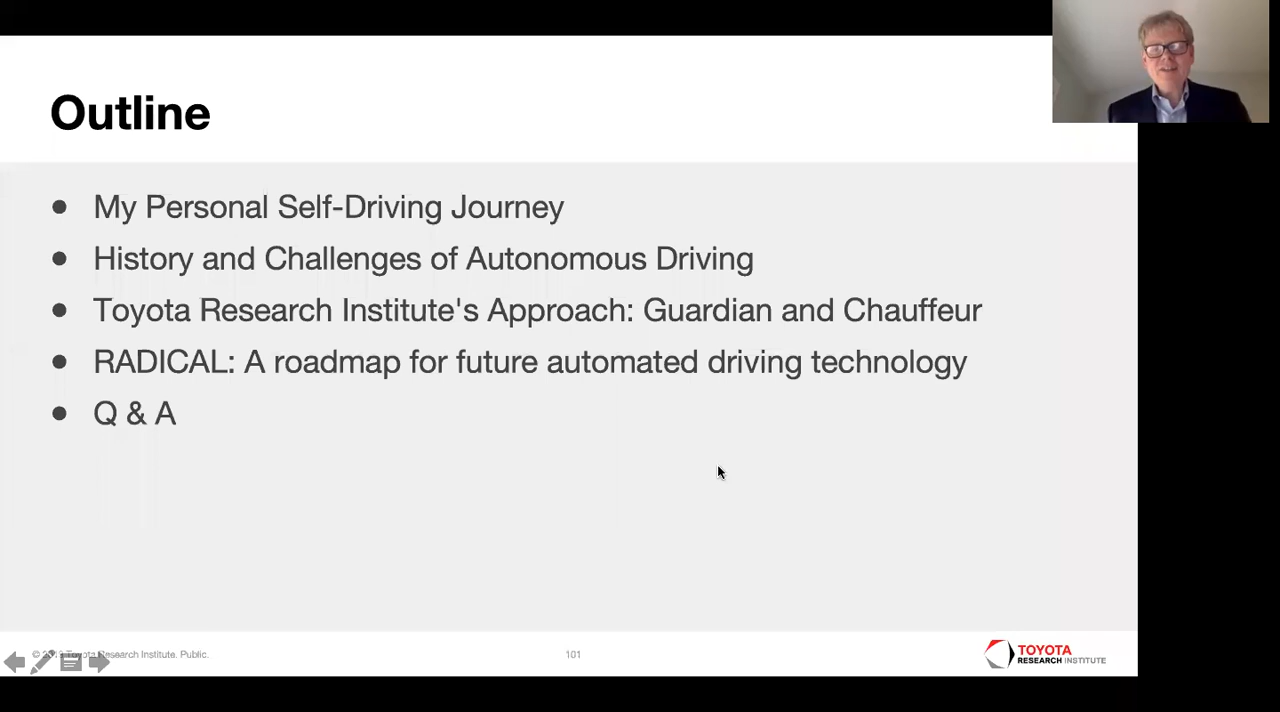 Outline
● My Personal Self-Driving Journey
● History and Challenges of Autonomous Driving
● Toyota Research Institute's Approach: Guardian and Chauffeur
● RADICAL: A roadmap for future automated driving technology
● Q & A
© Toyota Research Institute. Public.
101
TOYOTA
RESEARCH INSTITUTE